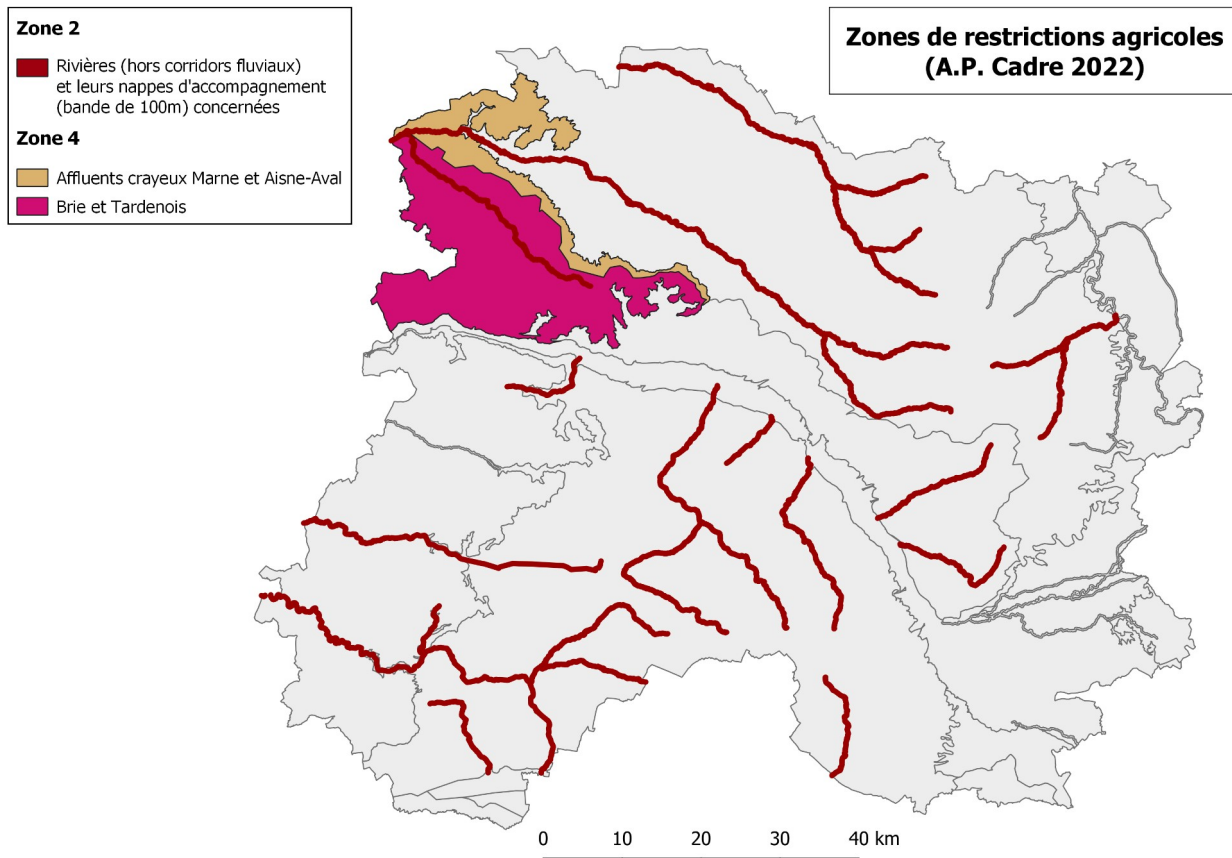 Zone 2
Rivières (hors corridors fluviaux)
et leurs nappes d'accompagnement
(bande de 100m) concernées
Zone 4
Affluents crayeux Marne et Aisne-Aval
Brie et Tardenois
Zones de restrictions agricoles
(A.P. Cadre 2022)
0 10 20 40 km